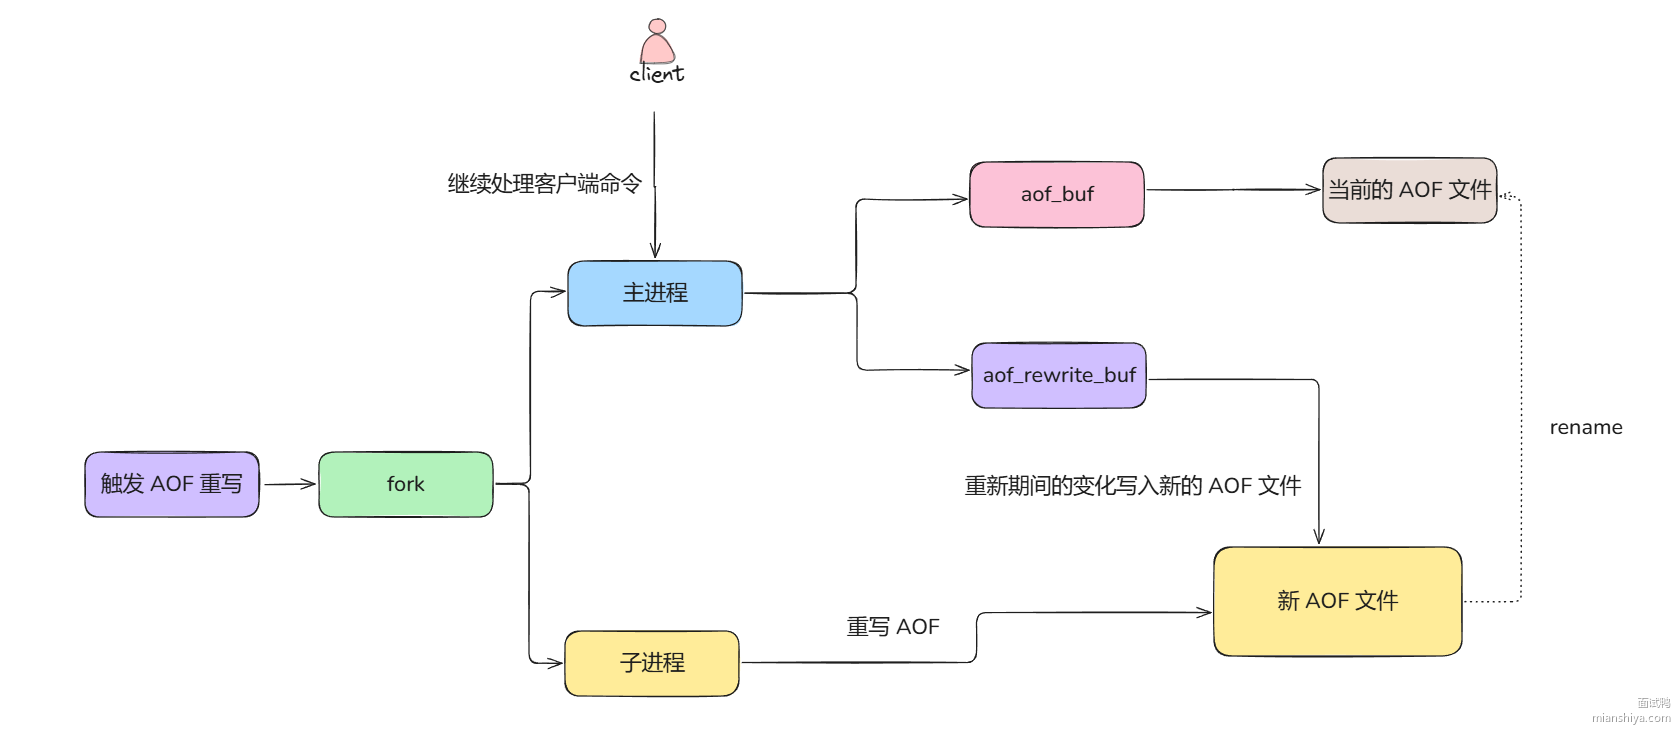 client
继续处理客户端命令
aof_buf
当前的 AOF 文件
主进程
aof_rewrite_buf
rename
触发 AOF 重写
fork
重新期间的变化写入新的 AOF 文件
新 AOF 文件
重写 AOF
子进程
面试鸭
mianshiya.com